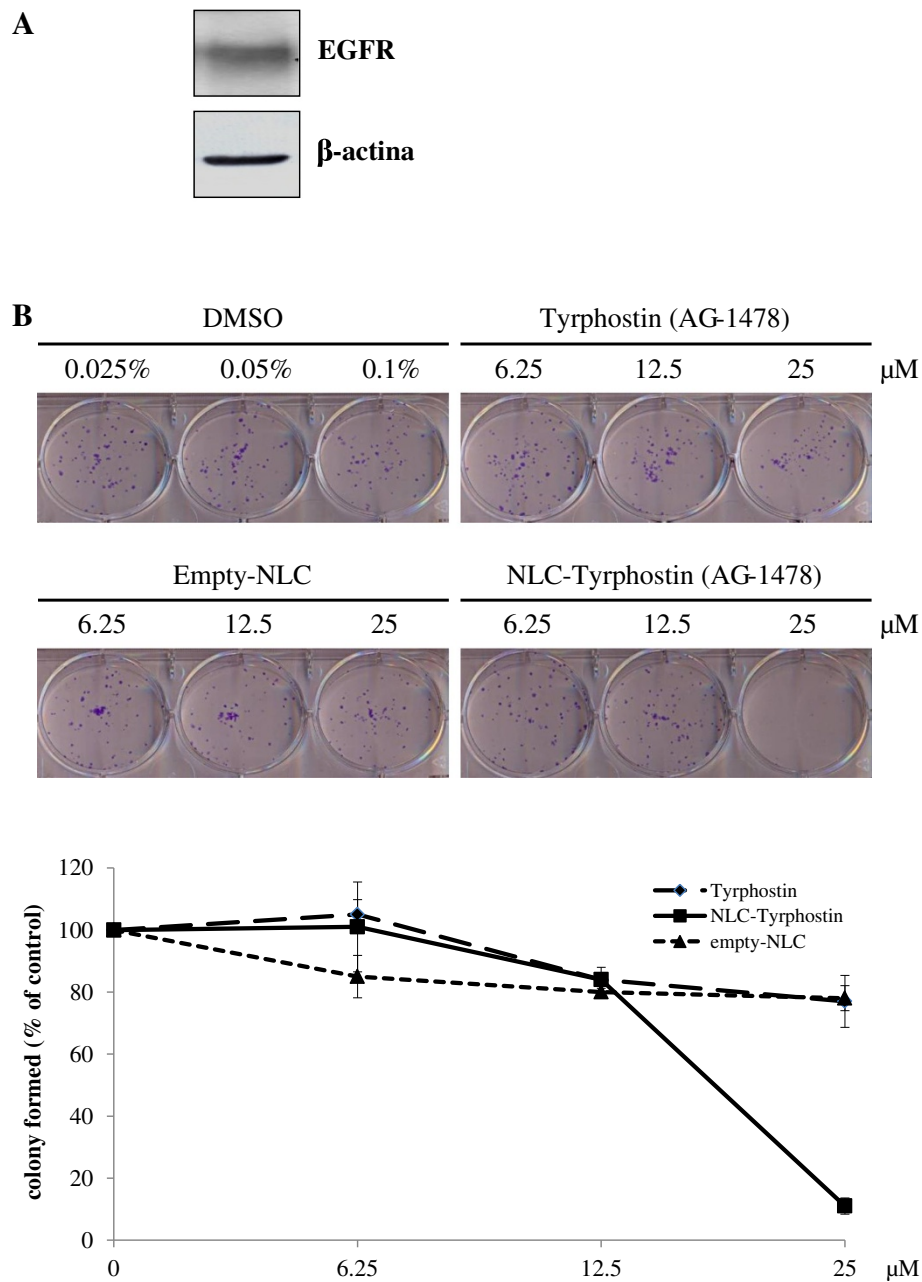 A
EGFR
β-actina
B
DMSO
Tyrphostin (AG-1478)
0.025% 0.05% 0.1%
6.25 12.5 25 μM
Empty-NLC
NLC-Tyrphostin (AG-1478)
6.25 12.5 25
6.25 12.5 25 μM
colony formed (% of control)
120
100
80
60
40
20
0
0 6.25 12.5 25 μM
Tyrphostin
NLC-Tyrphostin
empty-NLC